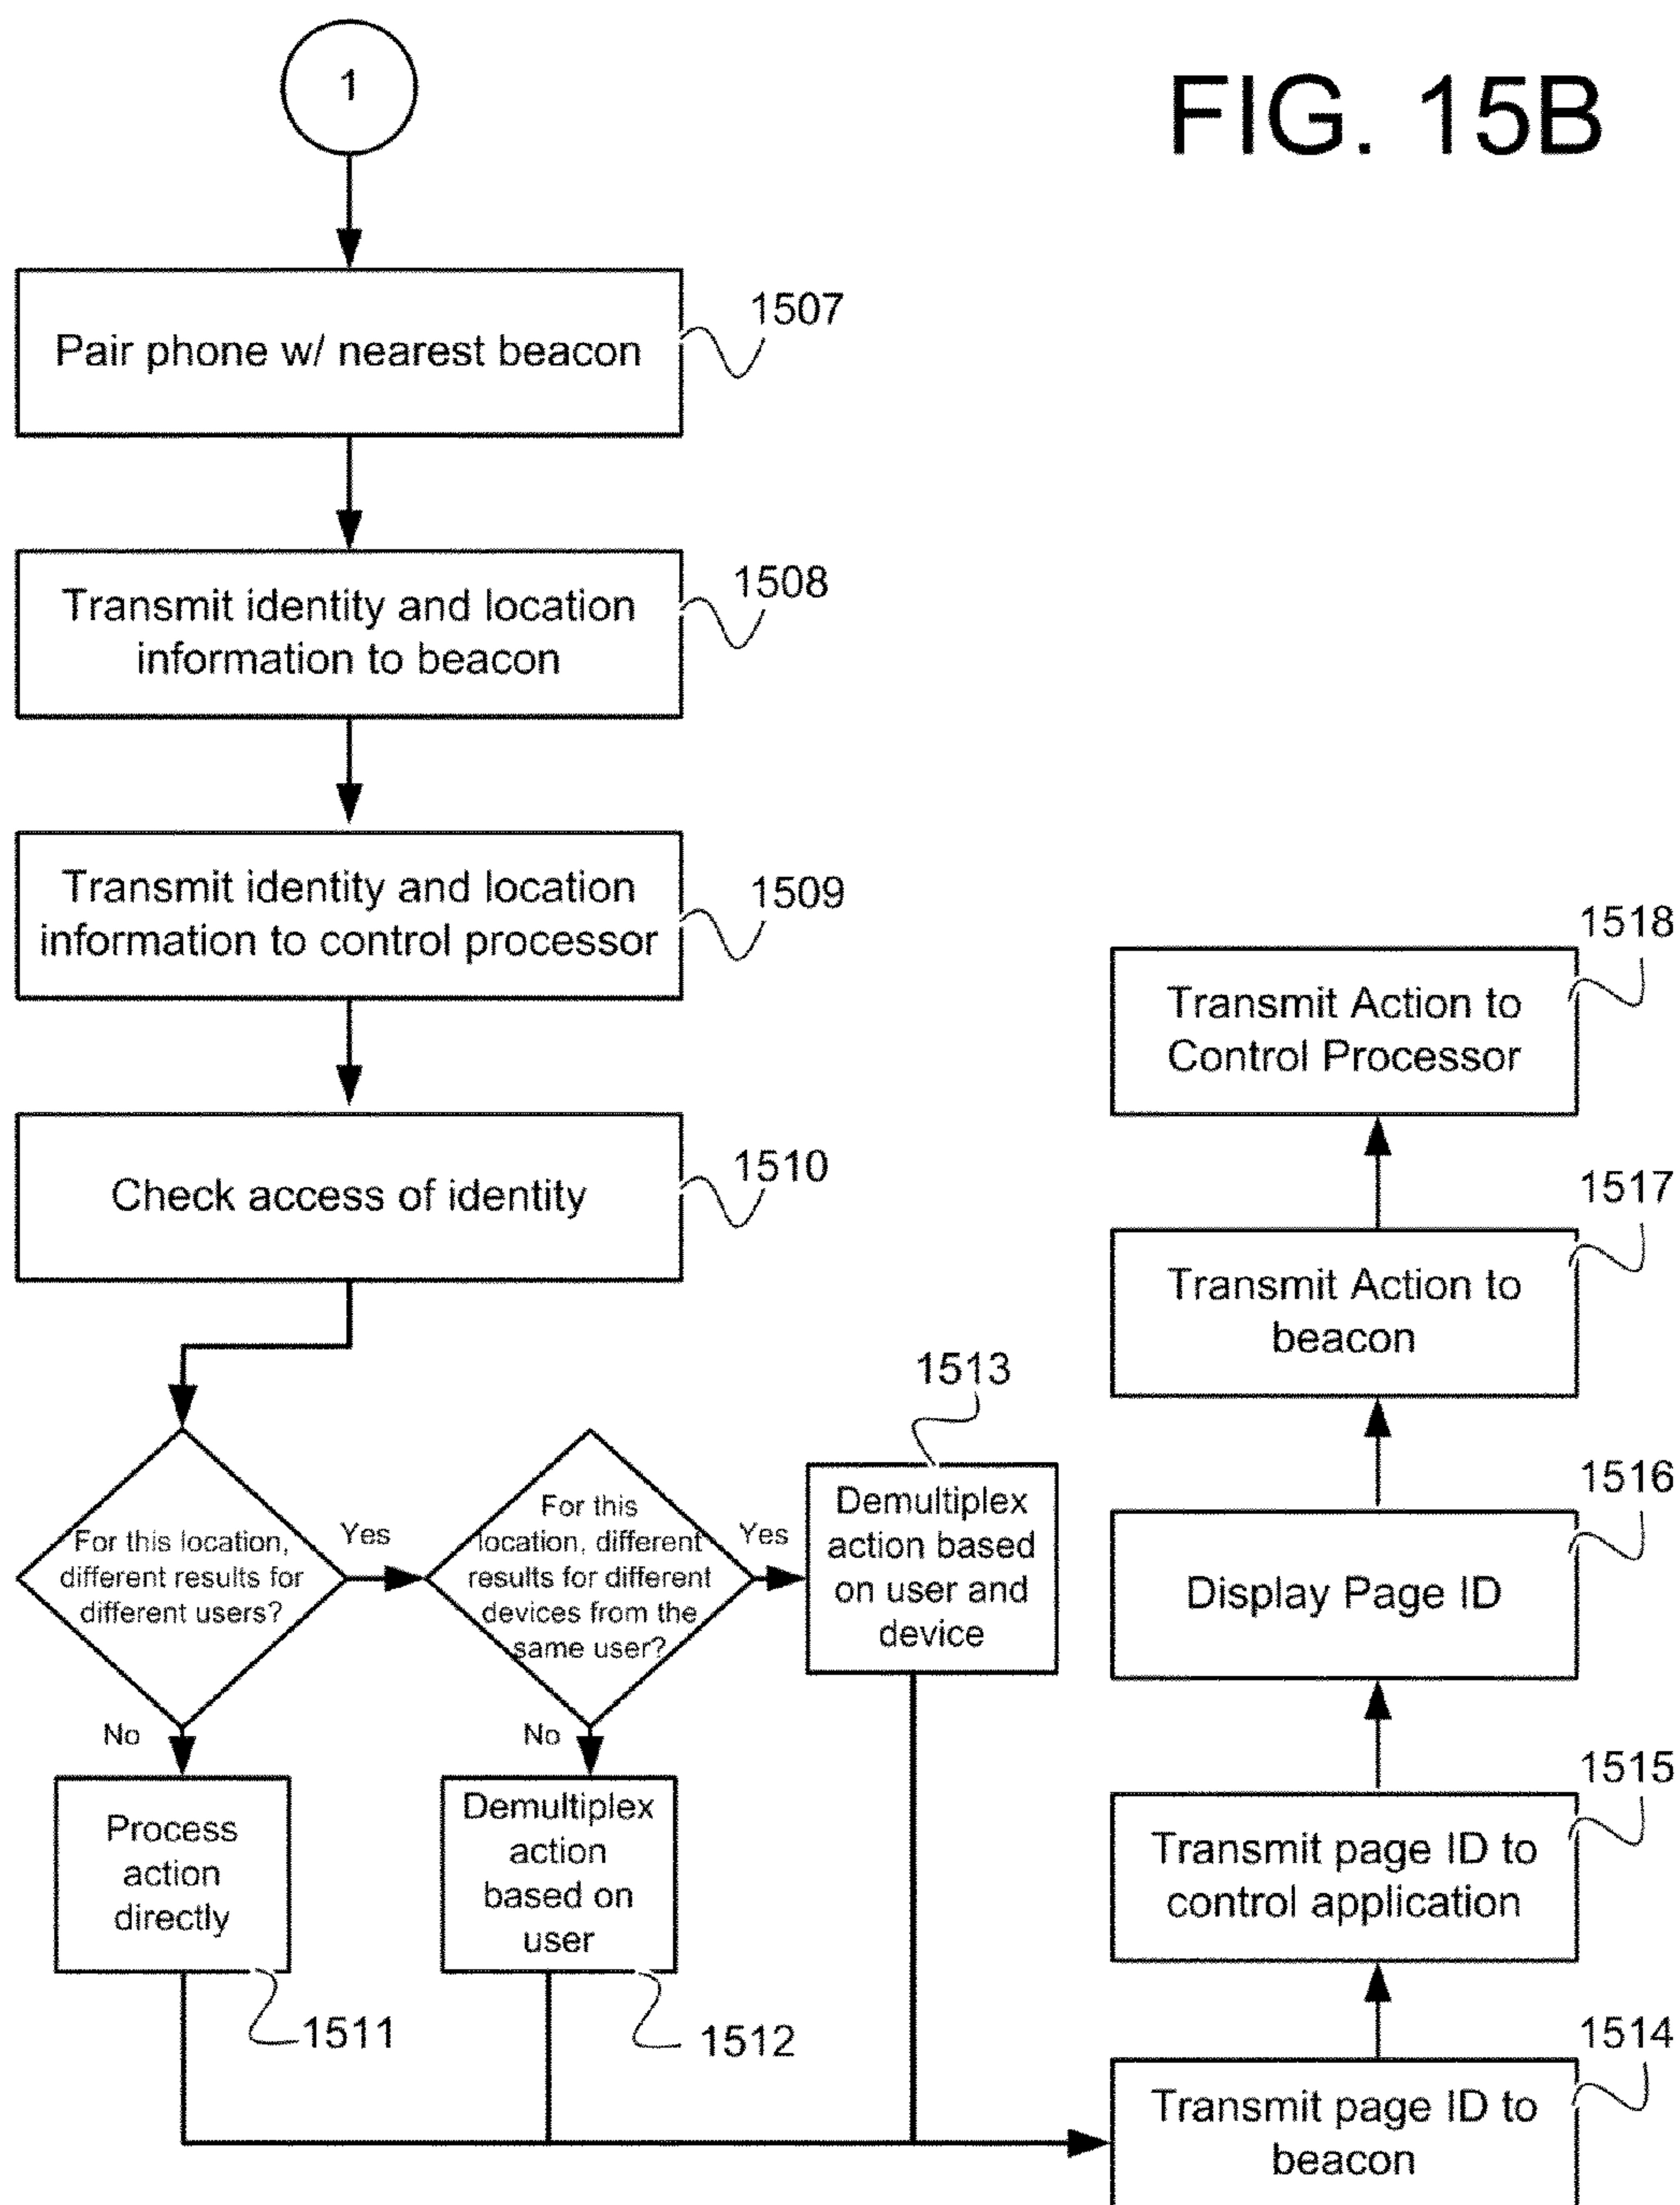 FIG. 15B
1
Pair phone w/ nearest beacon
1507
Transmit identity and location
information to beacon
1508
Transmit identity and location
information to control processor
1509
Check access of identity
1510
For this location,
different results for
different users?
Yes
No
For this
location, different
results for different
devices from the
same user?
Yes
No
1513
Demultiplex
action based
on user and
device
Process
action
directly
1511
Demultiplex
action
based on
user
1512
1518
Transmit Action to
Control Processor
1517
Transmit Action to
beacon
1516
Display Page ID
1515
Transmit page ID to
control application
1514
Transmit page ID to
beacon